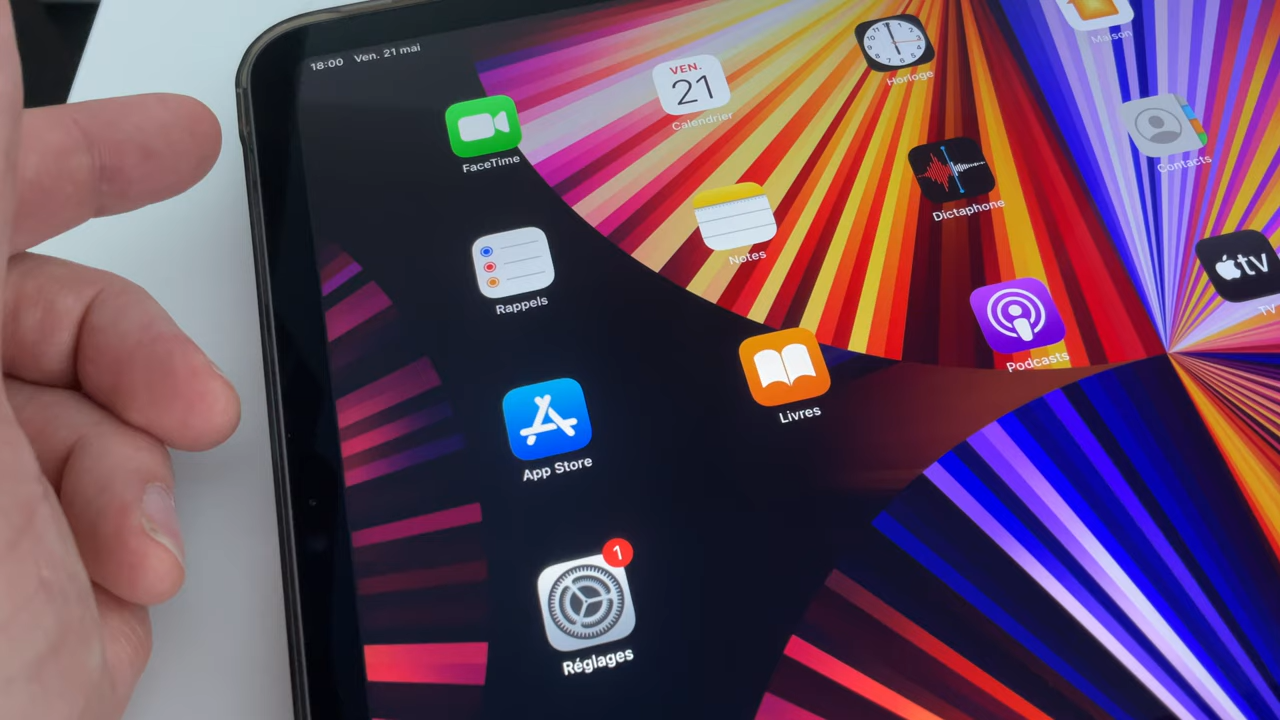 18:00 Ven. 21 mai
FaceTime
VEN.
21
Calendrier
Horloge
Maison
Rappels
Notes
Dictaphone
Contacts
App Store
Livres
Podcasts
tv
TV
1
Réglages